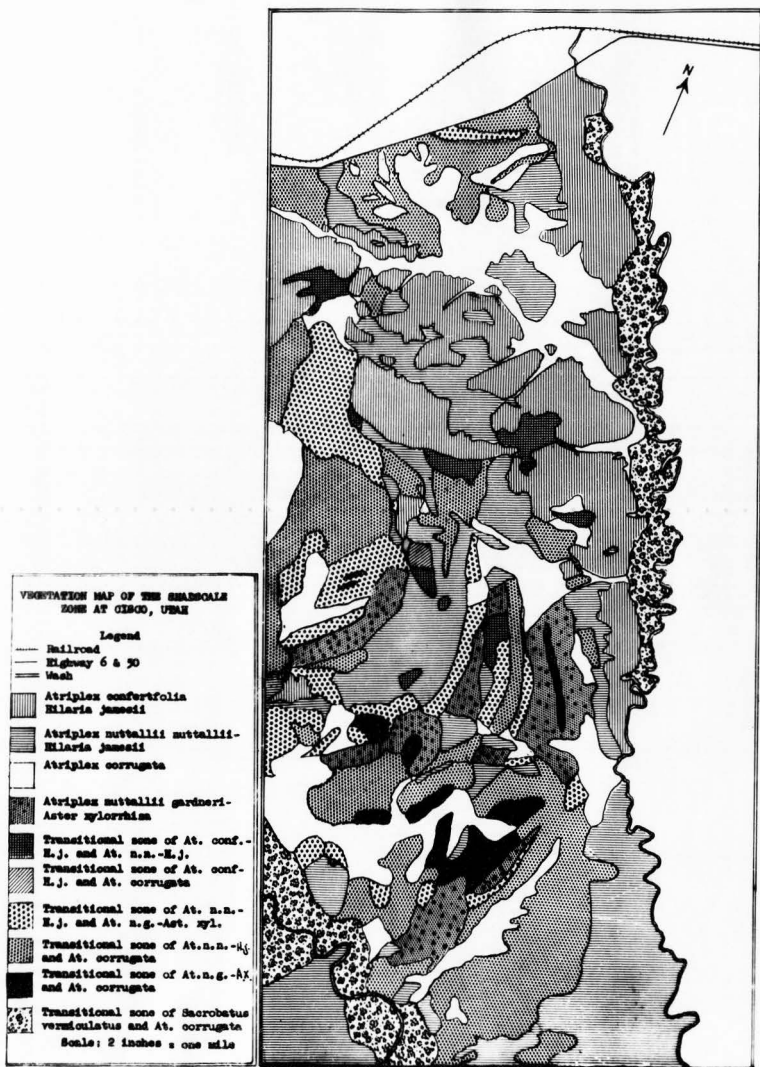 N
VEGETATION MAP OF THE SHADSCALE
ZONE AT CISCO, UTAH
Legend
Railroad
Highway 6 & 50
Wash
Atriplex confertfolia
Hilaria jamesii
Atriplex nuttallii nuttallii-
Hilaria jamesii
Atriplex corrugata
Atriplex nuttallii gardneri-
Aster xylorrhiza
Transitional zone of At. conf.-
H.j. and At. n.n.-H.j.
Transitional zone of At. conf-
H.j. and At. corrugata
Transitional zone of At. n.n.-
H.j. and At. n.g.-Ast. xyl.
Transitional zone of At.n.n.-Hj.
and At. corrugata
Transitional zone of At.n.g.-AX.
and At. corrugata
Transitional zone of Sacrobatus
vermiculatus and At. corrugata
Scale: 2 inches = one mile